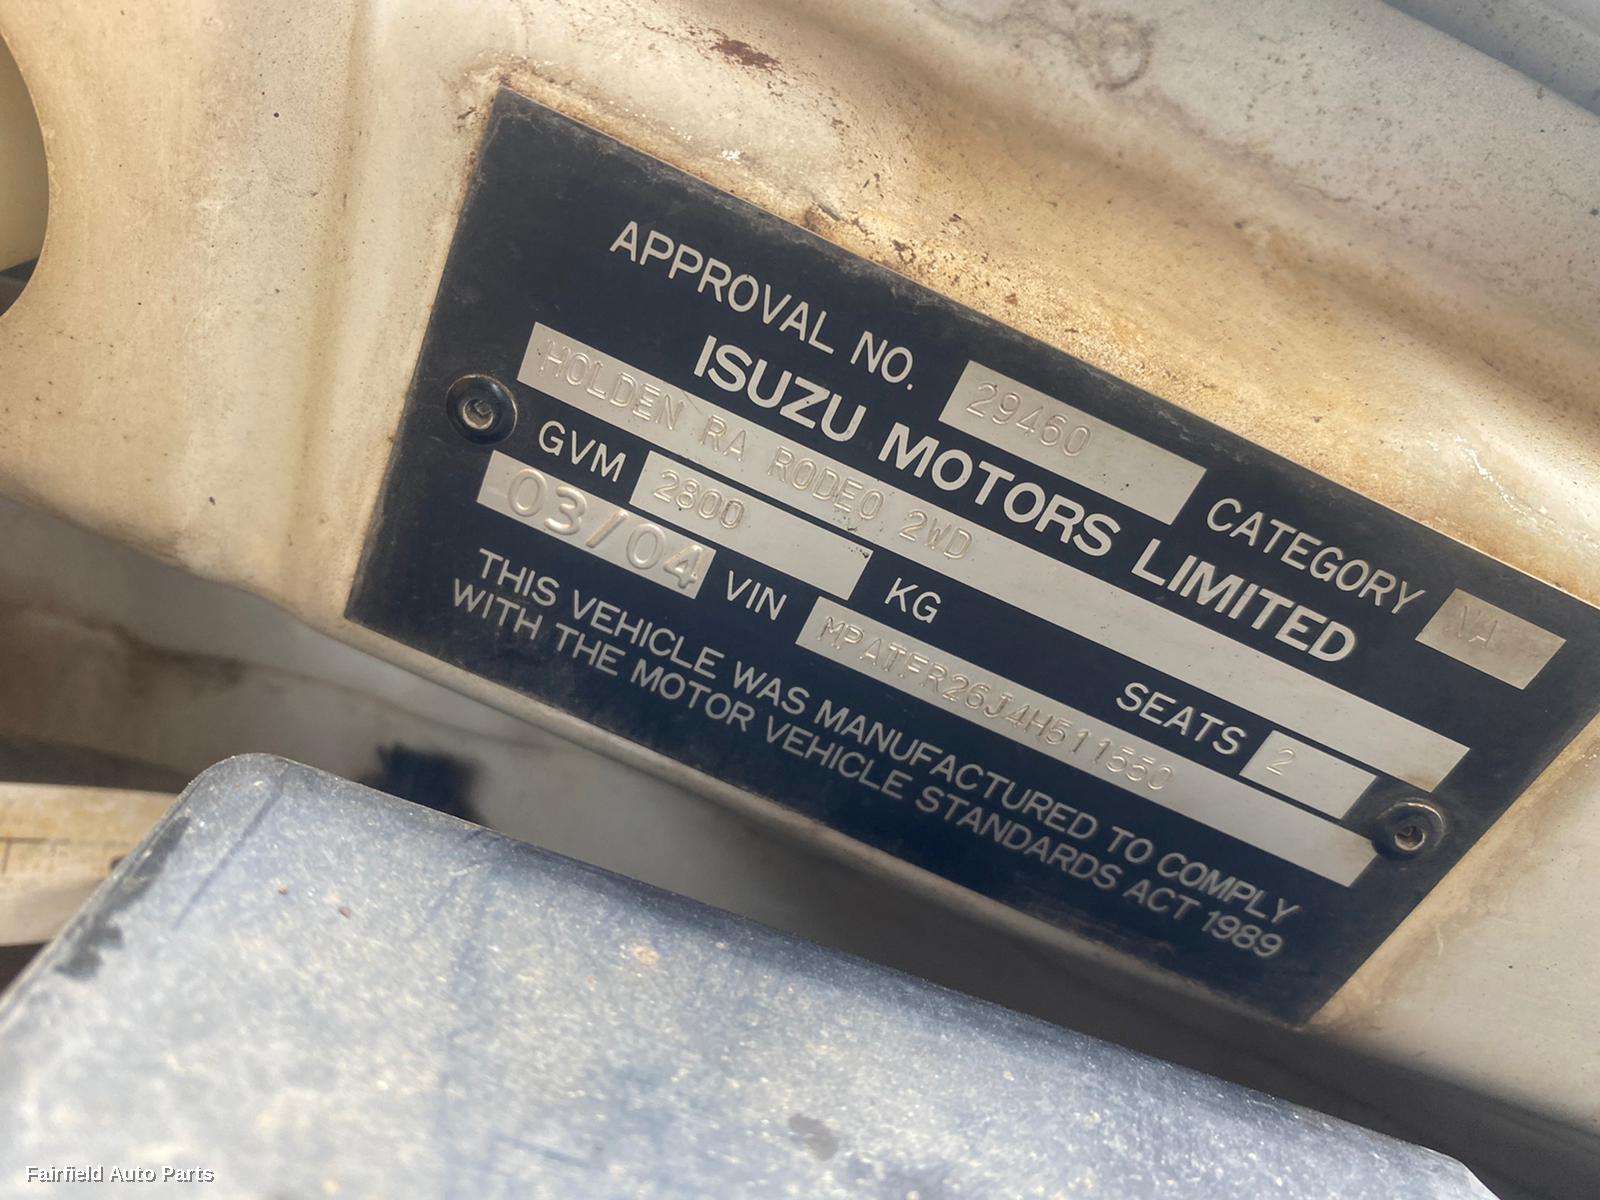 APPROVAL NO. 29460 CATEGORY NA
ISUZU MOTORS LIMITED
HOLDEN RA RODEO 2WD
GVM 2800 KG SEATS 2
03/04 VIN MPATFR26J4H511550
THIS VEHICLE WAS MANUFACTURED TO COMPLY
WITH THE MOTOR VEHICLE STANDARDS ACT 1989
Fairfield Auto Parts